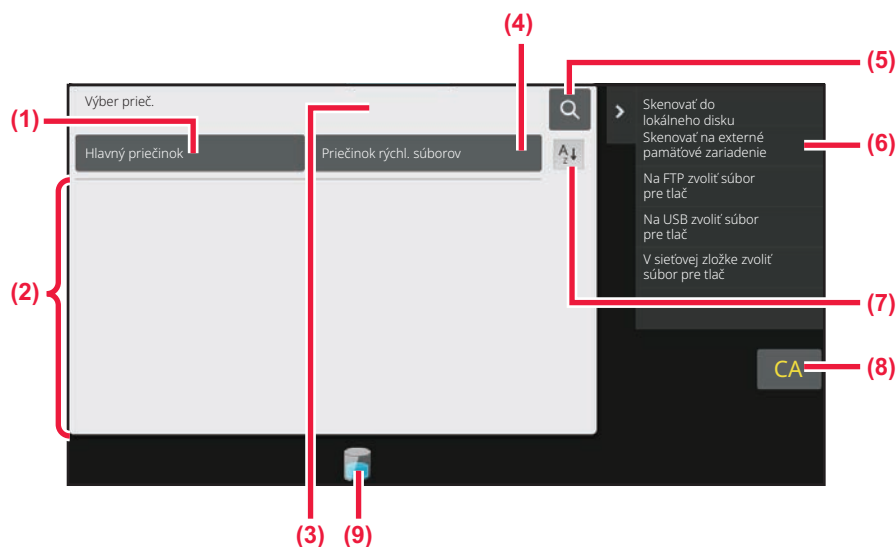 (4)
(5)
Výber prieč.
(1)
Hlavný priečinok
Priečinok rýchl. súborov
A
z
Skenovať do
lokálneho disku
Skenovať na externé
pamäťové zariadenie
(6)
Na FTP zvoliť súbor
pre tlač
Na USB zvoliť súbor
pre tlač
V sieťovej zložke zvoliť
súbor pre tlač
(2)
(7)
CA
(8)
(3)
(9)